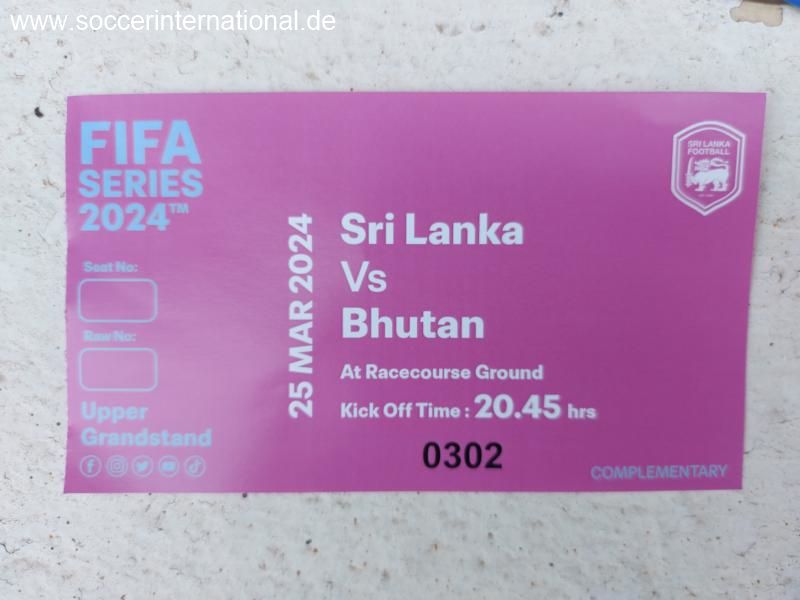 www.soccerinternational.de
FIFA
SERIES
2024™
Seat No:
Raw No:
Upper
Grandstand
25 MAR 2024
Sri Lanka
Vs
Bhutan
At Racecourse Ground
Kick Off Time : 20.45 hrs
0302
SRI LANKA
FOOTBALL
COMPLEMENTARY